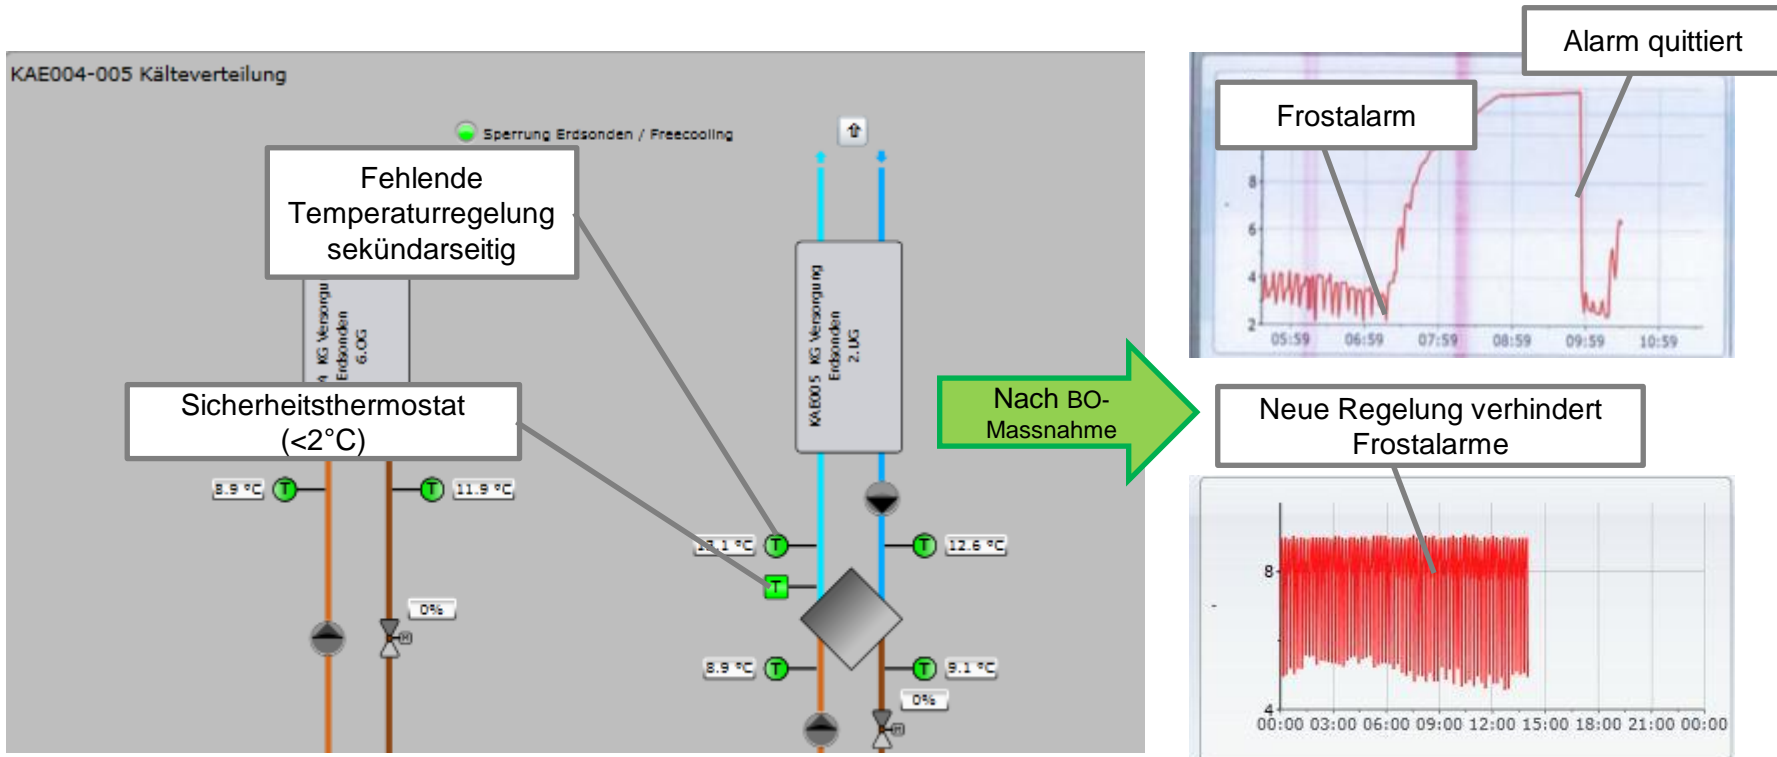 Alarm quittiert
KAE004-005 Kälteverteilung
Frostalarm
Sperrung Erdsonden / Freecooling
Fehlende
Temperaturregelung
sekündarseitig
KG Versorgu
Erdsonden
6.OG
KAE005 KG Versorgung
Erdsonden
2.UG
8
6
4
2
05:59 06:59 07:59 08:59 09:59 10:59
Sicherheitsthermostat
(<2°C)
Nach BO-
Massnahme
Neue Regelung verhindert
Frostalarme
8.9 °C T T 11.9 °C
.1 °C T T 12.6 °C
T
0%
M
8.9 °C T T 9.1 °C
0%
M
8
4
00:00 03:00 06:00 09:00 12:00 15:00 18:00 21:00 00:00